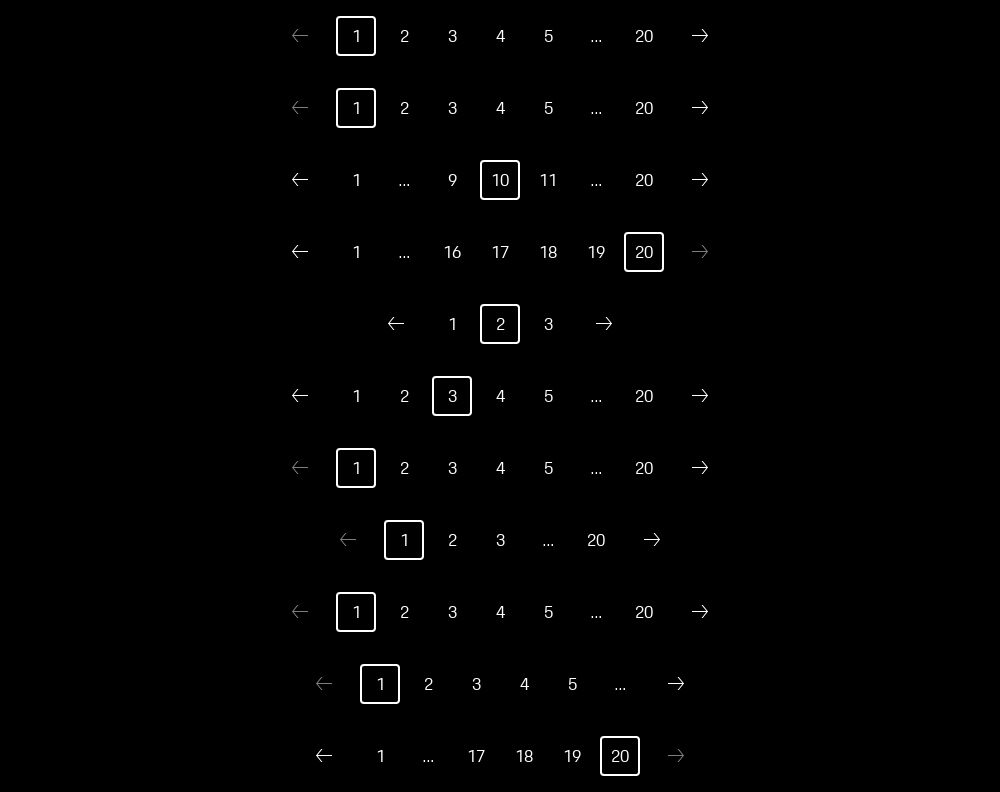 ← 1 2 3 4 5 ... 20 →
← 1 2 3 4 5 ... 20 →
← 1 ... 9 10 11 ... 20 →
← 1 ... 16 17 18 19 20 →
← 1 2 3 →
← 1 2 3 4 5 ... 20 →
← 1 2 3 4 5 ... 20 →
← 1 2 3 ... 20 →
← 1 2 3 4 5 ... 20 →
← 1 2 3 4 5 ... →
← 1 ... 17 18 19 20 →